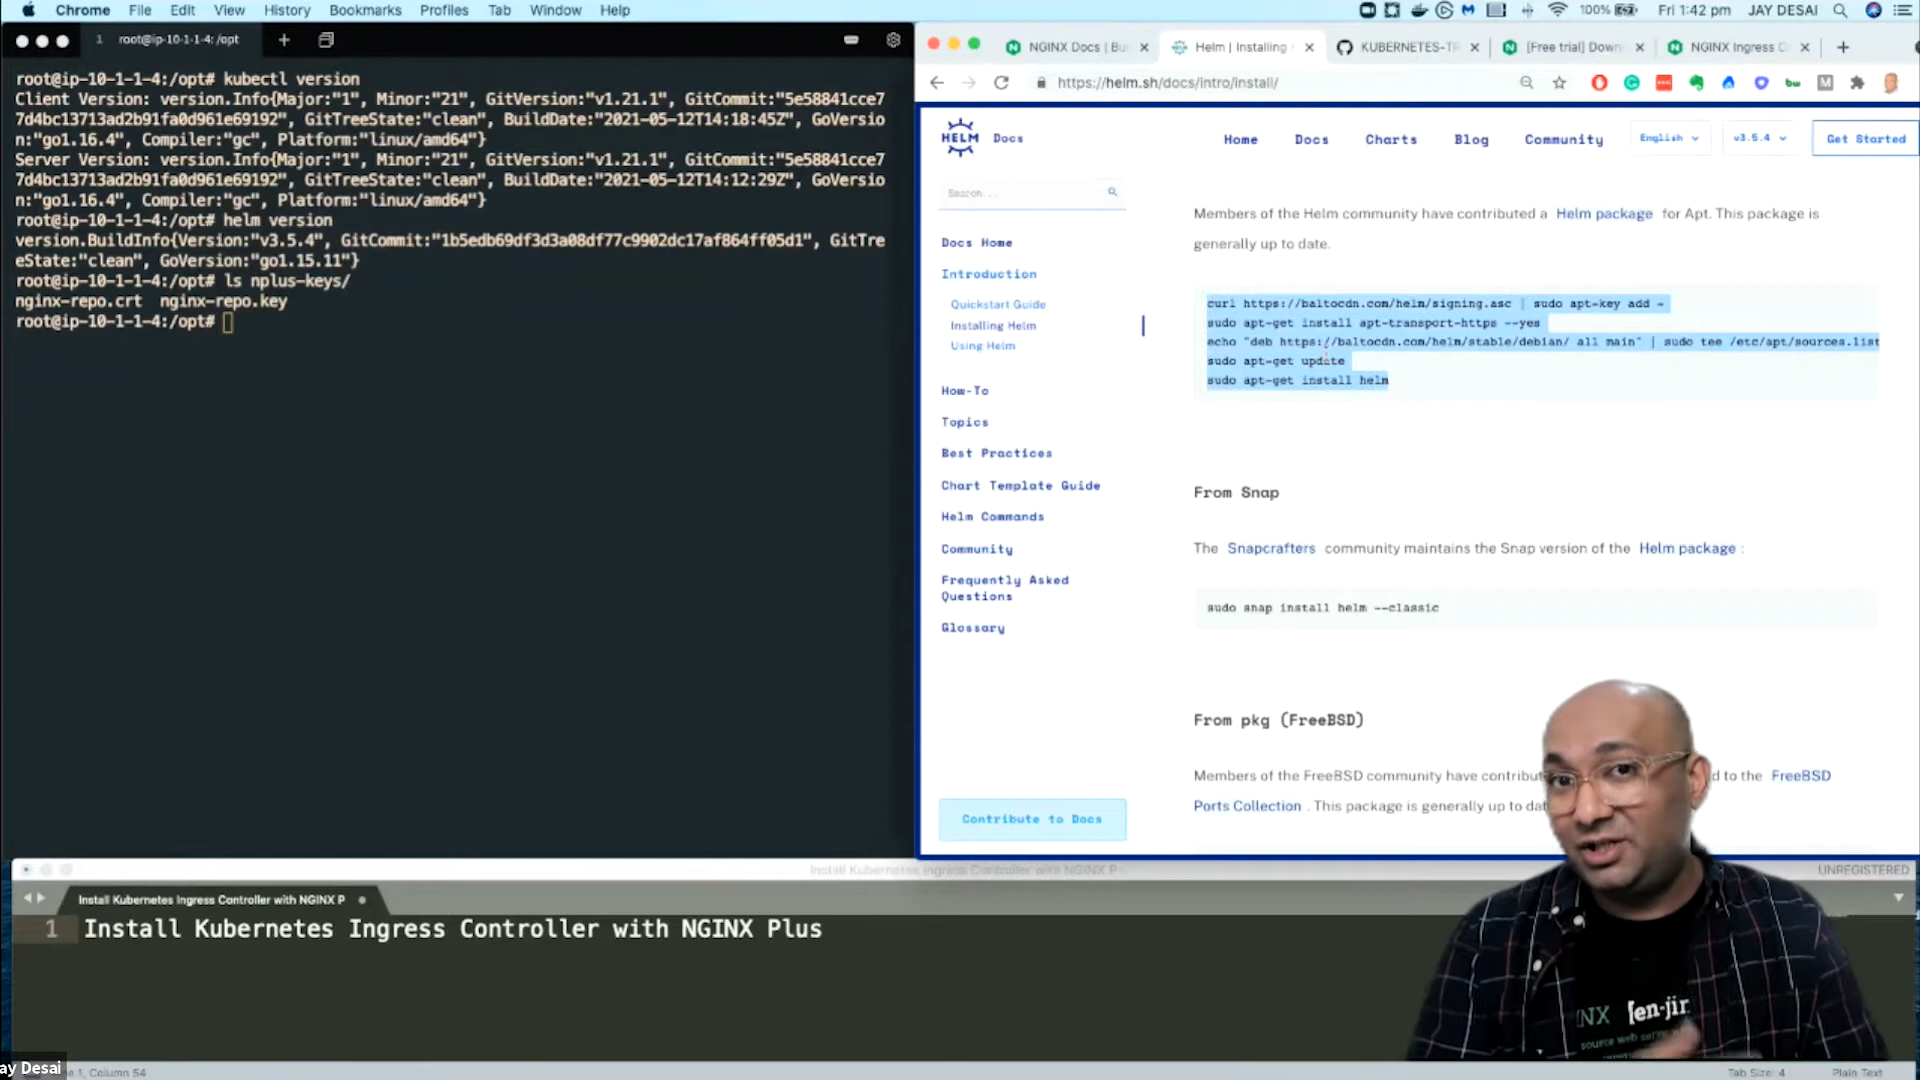 Chrome File Edit View History Bookmarks Profiles Tab Window Help
100% Fri 1:42 pm JAY DESAI
1 root@ip-10-1-1-4: /opt
root@ip-10-1-1-4:/opt# kubectl version
Client Version: version.Info{Major:"1", Minor:"21", GitVersion:"v1.21.1", GitCommit:"5e58841cce7
7d4bc13713ad2b91fa0d961e69192", GitTreeState:"clean", BuildDate:"2021-05-12T14:18:45Z", GoVersio
n:"go1.16.4", Compiler:"gc", Platform:"linux/amd64"}
Server Version: version.Info{Major:"1", Minor:"21", GitVersion:"v1.21.1", GitCommit:"5e58841cce7
7d4bc13713ad2b91fa0d961e69192", GitTreeState:"clean", BuildDate:"2021-05-12T14:12:29Z", GoVersio
n:"go1.16.4", Compiler:"gc", Platform:"linux/amd64"}
root@ip-10-1-1-4:/opt# helm version
version.BuildInfo{Version:"v3.5.4", GitCommit:"1b5edb69df3d3a08df77c9902dc17af864ff05d1", GitTre
eState:"clean", GoVersion:"go1.15.11"}
root@ip-10-1-1-4:/opt# ls nplus-keys/
nginx-repo.crt nginx-repo.key
root@ip-10-1-1-4:/opt#
NGINX Docs | Bu
Helm | Installing
KUBERNETES-TR
[Free trial] Down
NGINX Ingress C
https://helm.sh/docs/intro/install/
HELM Docs
Home Docs Charts Blog Community English v3.5.4 Get Started
Search...
Docs Home
Introduction
Quickstart Guide
Installing Helm
Using Helm
How-To
Topics
Best Practices
Chart Template Guide
Helm Commands
Community
Frequently Asked
Questions
Glossary
Contribute to Docs
Members of the Helm community have contributed a Helm package for Apt. This package is
generally up to date.
curl https://baltocdn.com/helm/signing.asc | sudo apt-key add -
sudo apt-get install apt-transport-https --yes
echo "deb https://baltocdn.com/helm/stable/debian/ all main" | sudo tee /etc/apt/sources.list
sudo apt-get update
sudo apt-get install helm
From Snap
The Snapcrafters community maintains the Snap version of the Helm package :
sudo snap install helm --classic
From pkg (FreeBSD)
Members of the FreeBSD community have contribut d to the FreeBSD
Ports Collection . This package is generally up to dat
Install Kubernetes Ingress Controller with NGINX P
UNREGISTERED
Install Kubernetes Ingress Controller with NGINX P
1 Install Kubernetes Ingress Controller with NGINX Plus
NX [en-jin
source web serve
ay Desai
1, Column 54
Tab Size: 4 Plain Text